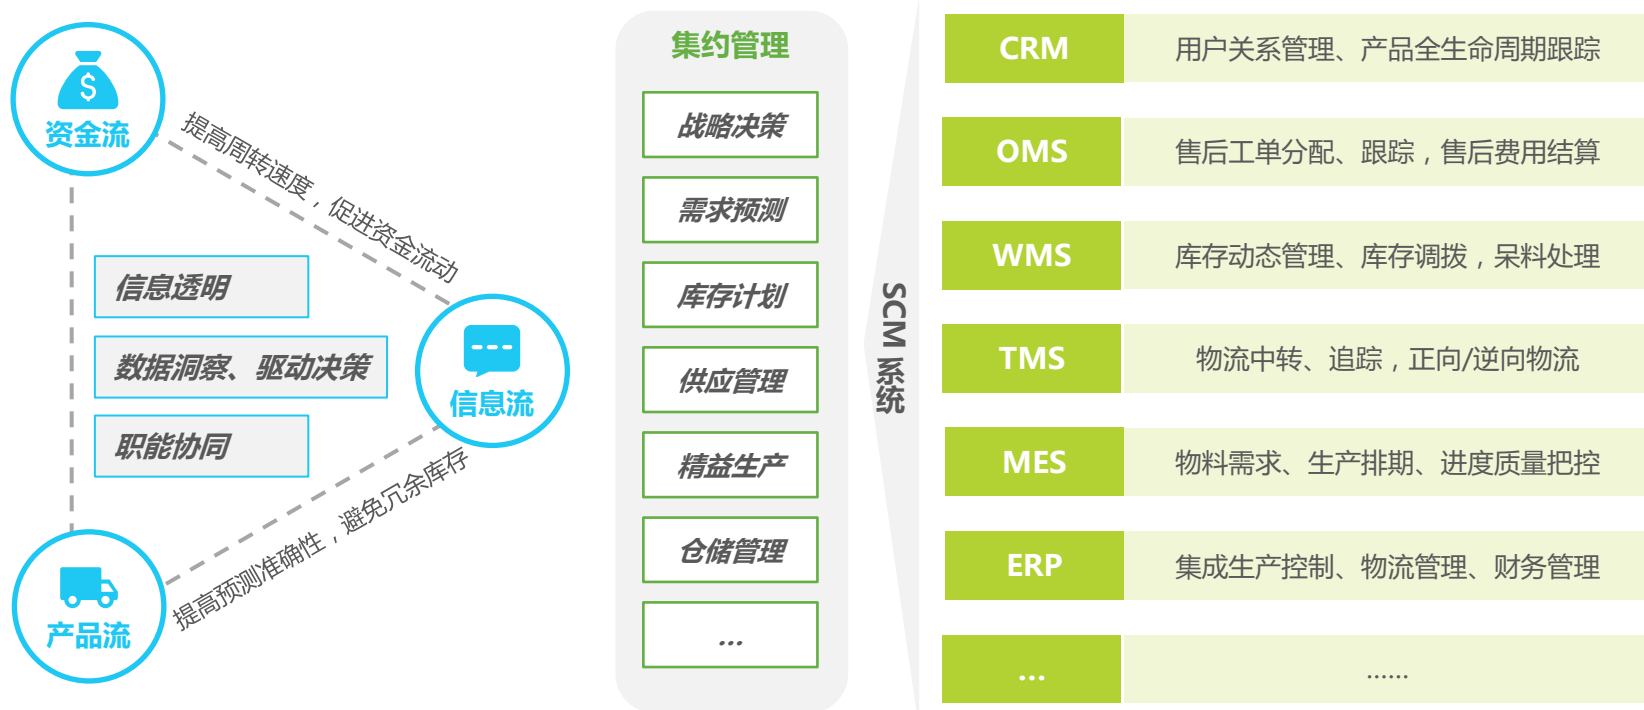 $
资金流
提高周转速度，促进资金流动
信息透明
数据洞察、驱动决策
职能协同
信息流
提高预测准确性，避免冗余库存
产品流
集约管理
战略决策
需求预测
库存计划
供应管理
精益生产
仓储管理
...
SCM 系统
CRM
用户关系管理、产品全生命周期跟踪
OMS
售后工单分配、跟踪，售后费用结算
WMS
库存动态管理、库存调拨，呆料处理
TMS
物流中转、追踪，正向/逆向物流
MES
物料需求、生产排期、进度质量把控
ERP
集成生产控制、物流管理、财务管理
...
......